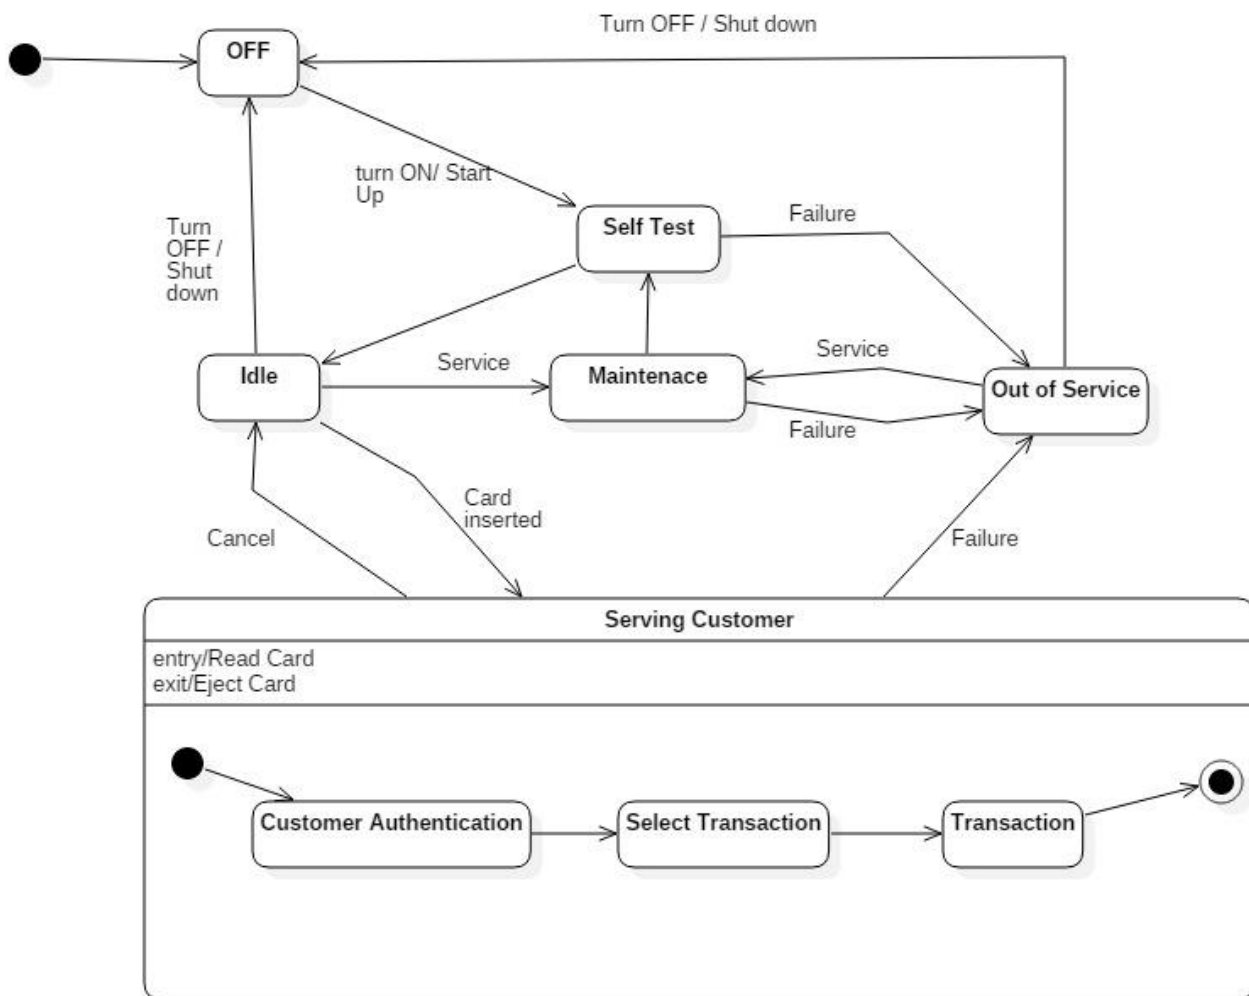 Turn OFF / Shut down
OFF
turn ON/ Start
Up
Turn
OFF /
Shut
down
Self Test
Failure
Idle
Service
Maintenace
Service
Out of Service
Failure
Card
inserted
Cancel
Failure
Serving Customer
entry/Read Card
exit/Eject Card
Customer Authentication
Select Transaction
Transaction